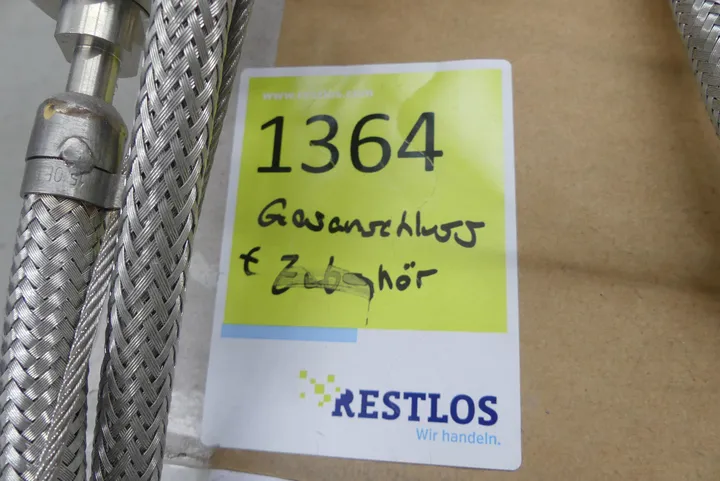 1364
Gasanschluss
+ Zubehör
RESTLOS
Wir handeln.